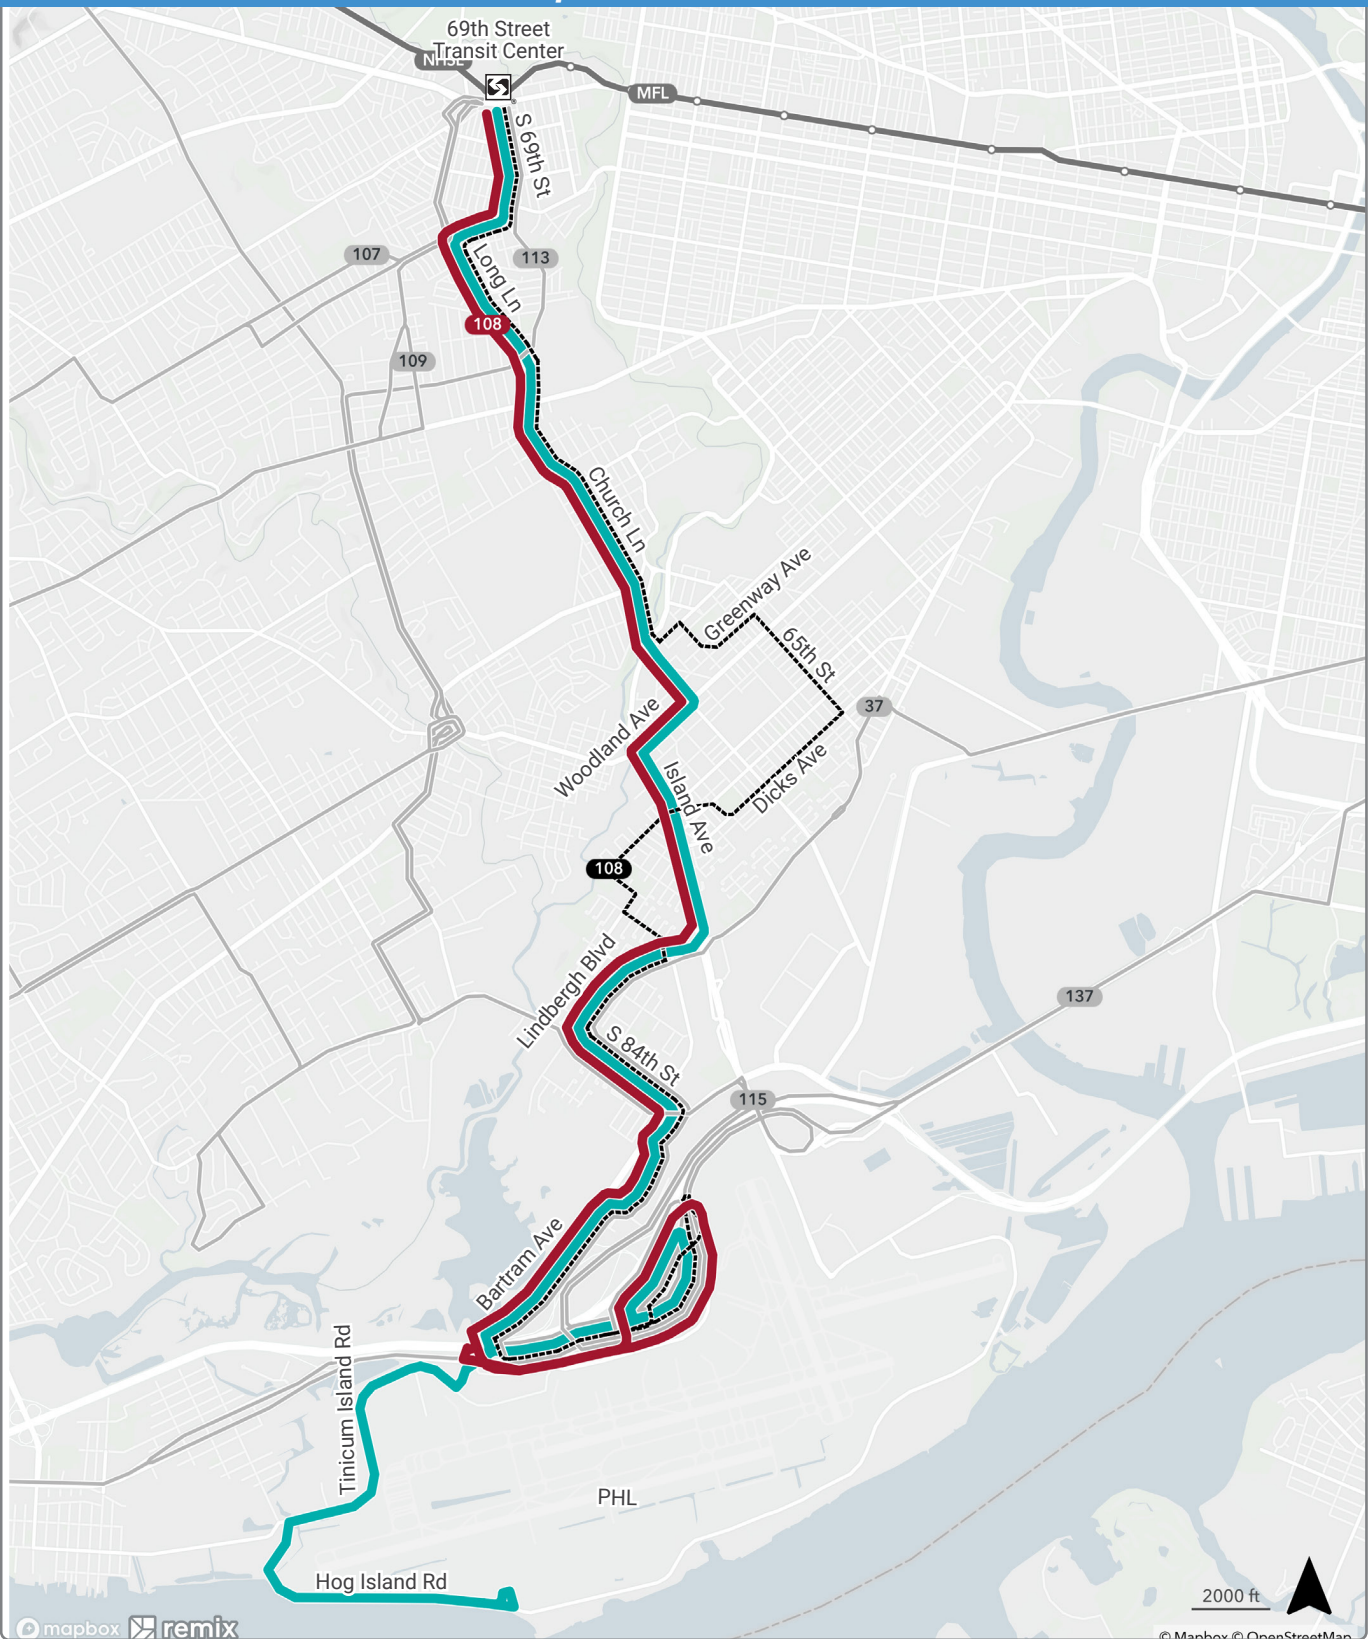 69th Street
Transit Center
NHSL
MFL
S 69th St
107
Long Ln
113
108
109
Church Ln
Greenway Ave
65th St
37
Woodland Ave
Island Ave
Dicks Ave
108
Lindbergh Blvd
137
S 84th St
115
Bartram Ave
Tinicum Island Rd
PHL
Hog Island Rd
2000 ft
mapbox
remix
© Mapbox © OpenStreetMap